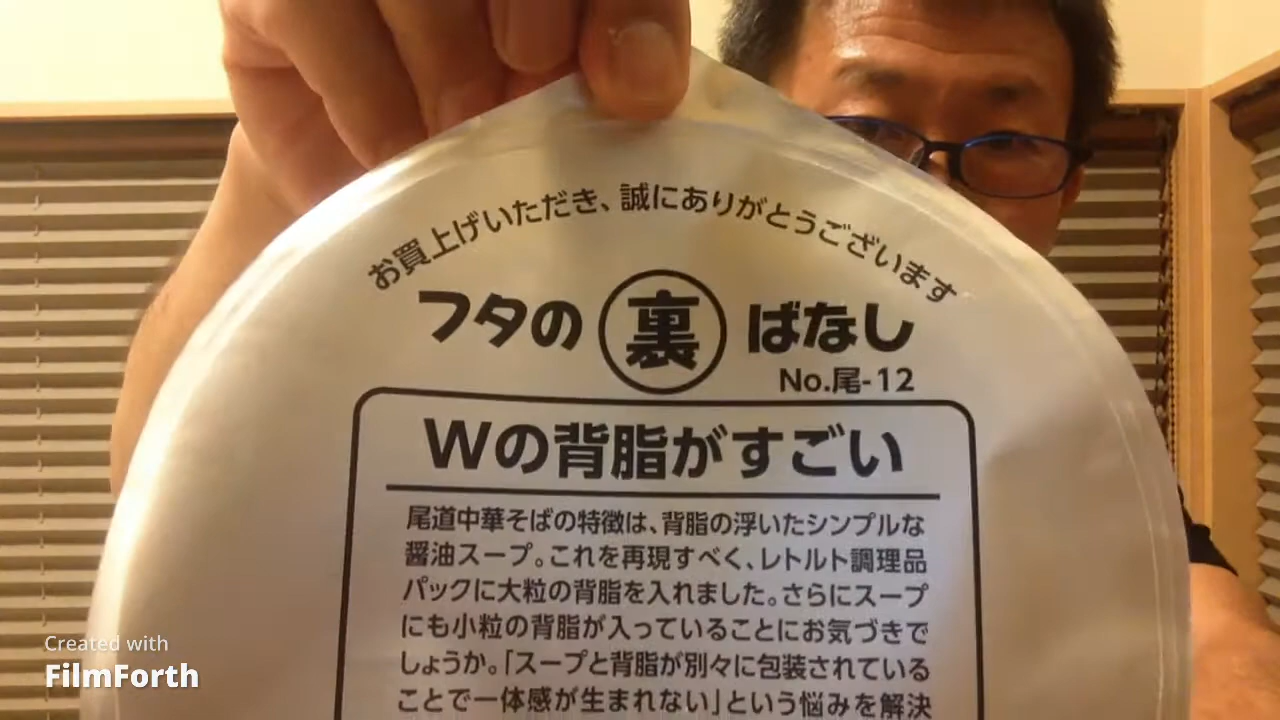 お買上げいただき、誠にありがとうございます
フタの裏ばなし
No.尾-12
Wの背脂がすごい
尾道中華そばの特徴は、背脂の浮いたシンプルな
醤油スープ。これを再現すべく、レトルト調理品
パックに大粒の背脂を入れました。さらにスープ
にも小粒の背脂が入っていることにお気づきで
しょうか。「スープと背脂が別々に包装されている
ことで一体感が生まれない」という悩みを解決
Created with
FilmForth